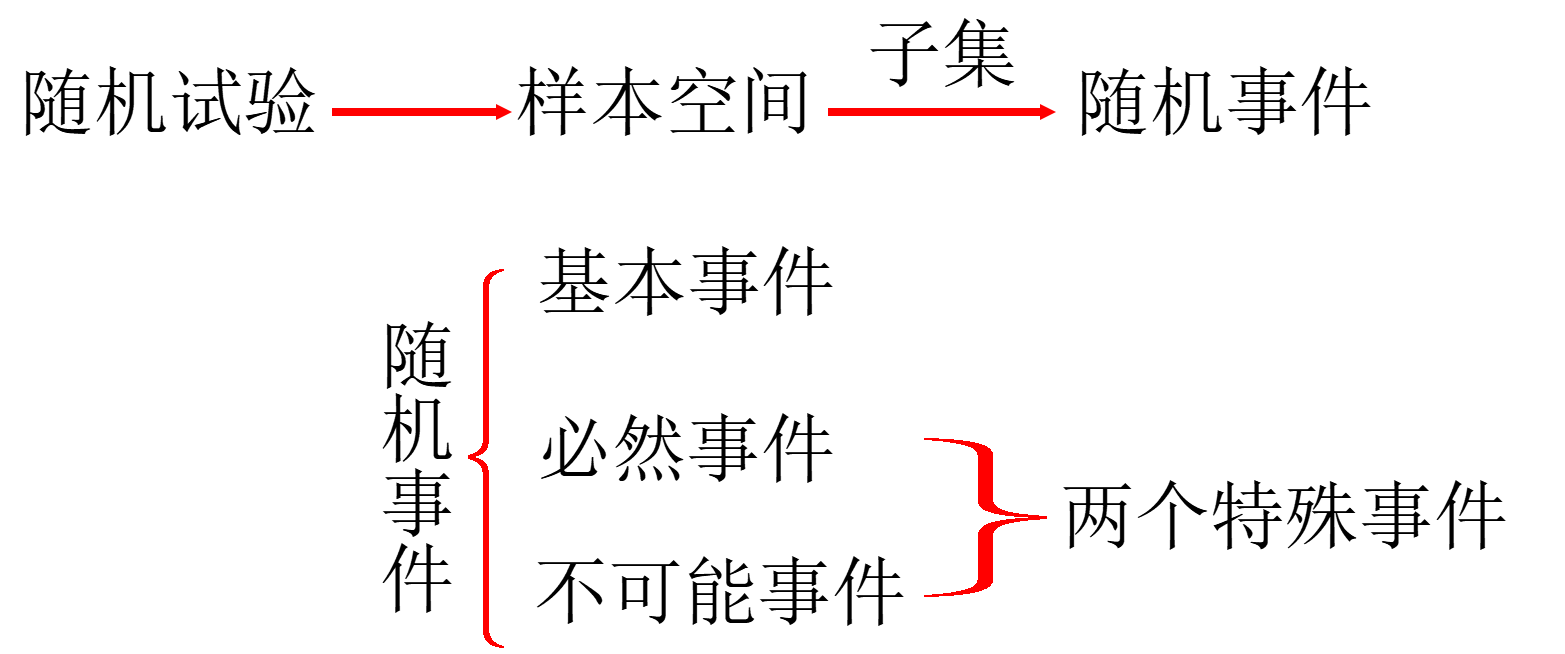 子集
随机试验 样本空间 随机事件
随机事件
基本事件
必然事件
不可能事件
两个特殊事件